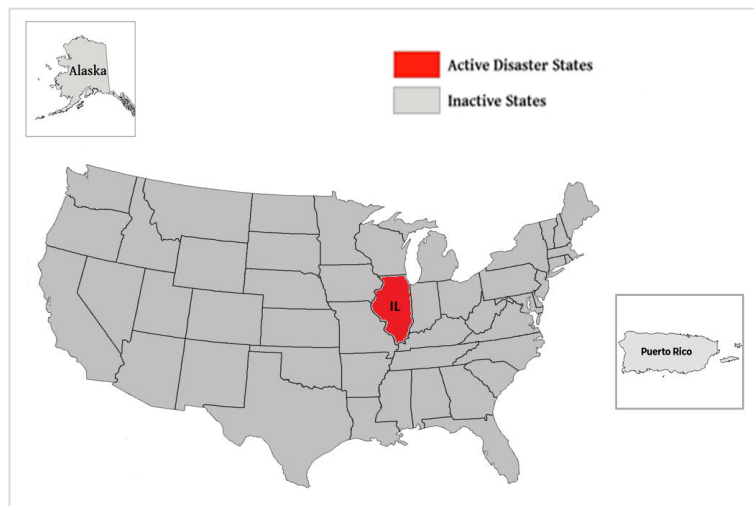 Alaska
Active Disaster States
Inactive States
IL
Puerto Rico